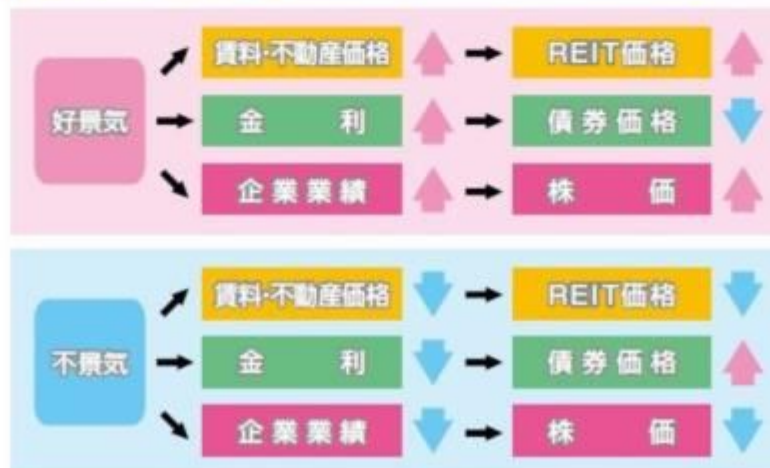 賃料・不動産価格 REIT価格
好景気 金利 債券価格
企業業績 株価
賃料・不動産価格 REIT価格
不景気 金利 債券価格
企業業績 株価